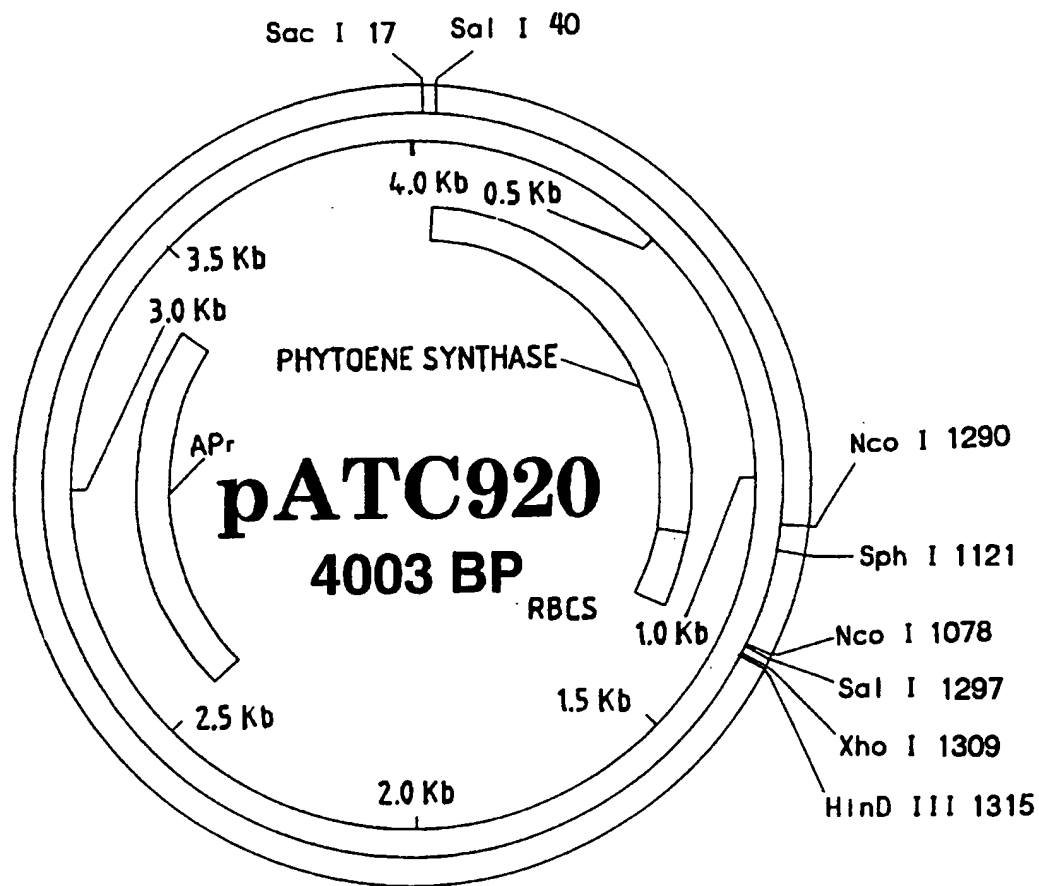 Sac I 17
Sal I 40
4.0 Kb
0.5 Kb
3.5 Kb
3.0 Kb
PHYTOENE SYNTHASE
APr
pATC920
4003 BP
RBCS
1.0 Kb
Nco I 1290
Sph I 1121
Nco I 1078
Sal I 1297
Xho I 1309
HinD III 1315
1.5 Kb
2.5 Kb
2.0 Kb